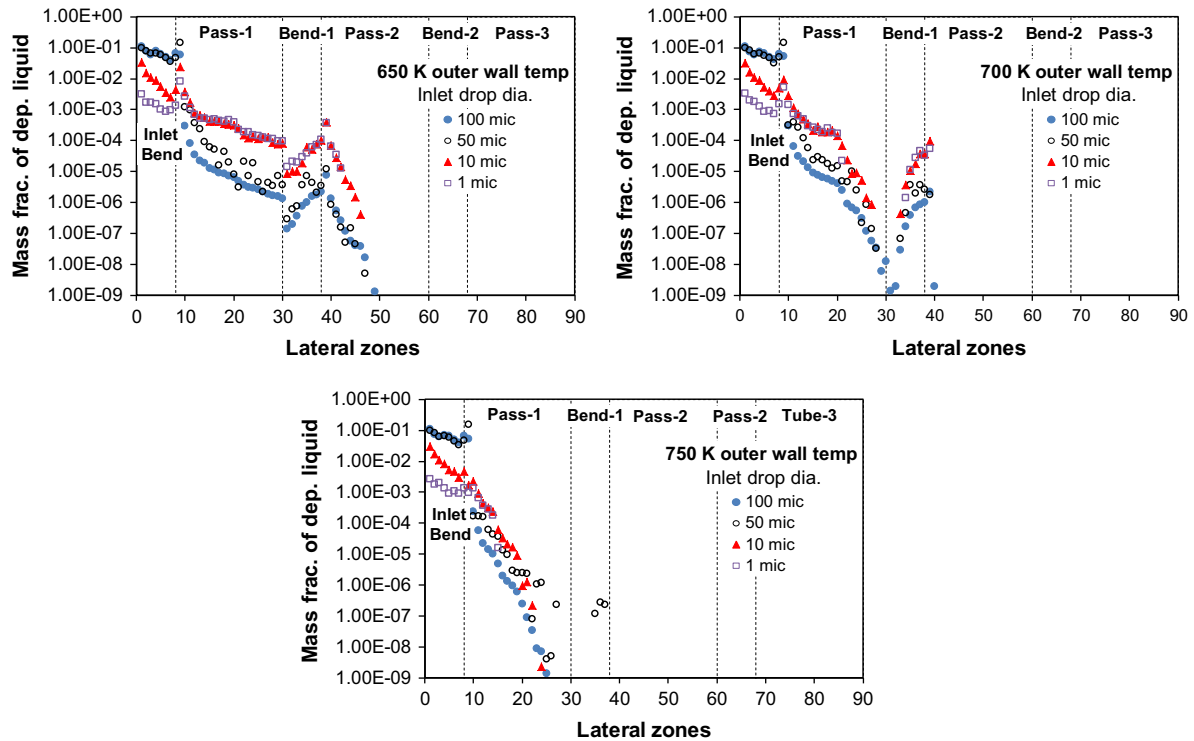 Pass-1 Bend-1 Pass-2 Bend-2 Pass-3
650 K outer wall temp
Inlet drop dia.
100 mic
50 mic
10 mic
1 mic
Inlet
Bend
Mass frac. of dep. liquid
1.00E+00
1.00E-01
1.00E-02
1.00E-03
1.00E-04
1.00E-05
1.00E-06
1.00E-07
1.00E-08
1.00E-09
0 10 20 30 40 50 60 70 80 90
Lateral zones
Pass-1 Bend-1 Pass-2 Bend-2 Pass-3
700 K outer wall temp
Inlet drop dia.
100 mic
50 mic
10 mic
1 mic
Inlet
Bend
Mass frac. of dep. liquid
1.00E+00
1.00E-01
1.00E-02
1.00E-03
1.00E-04
1.00E-05
1.00E-06
1.00E-07
1.00E-08
1.00E-09
0 10 20 30 40 50 60 70 80 90
Lateral zones
Pass-1 Bend-1 Pass-2 Pass-2 Tube-3
750 K outer wall temp
Inlet drop dia.
100 mic
50 mic
10 mic
1 mic
Inlet
Bend
Mass frac. of dep. liquid
1.00E+00
1.00E-01
1.00E-02
1.00E-03
1.00E-04
1.00E-05
1.00E-06
1.00E-07
1.00E-08
1.00E-09
0 10 20 30 40 50 60 70 80 90
Lateral zones